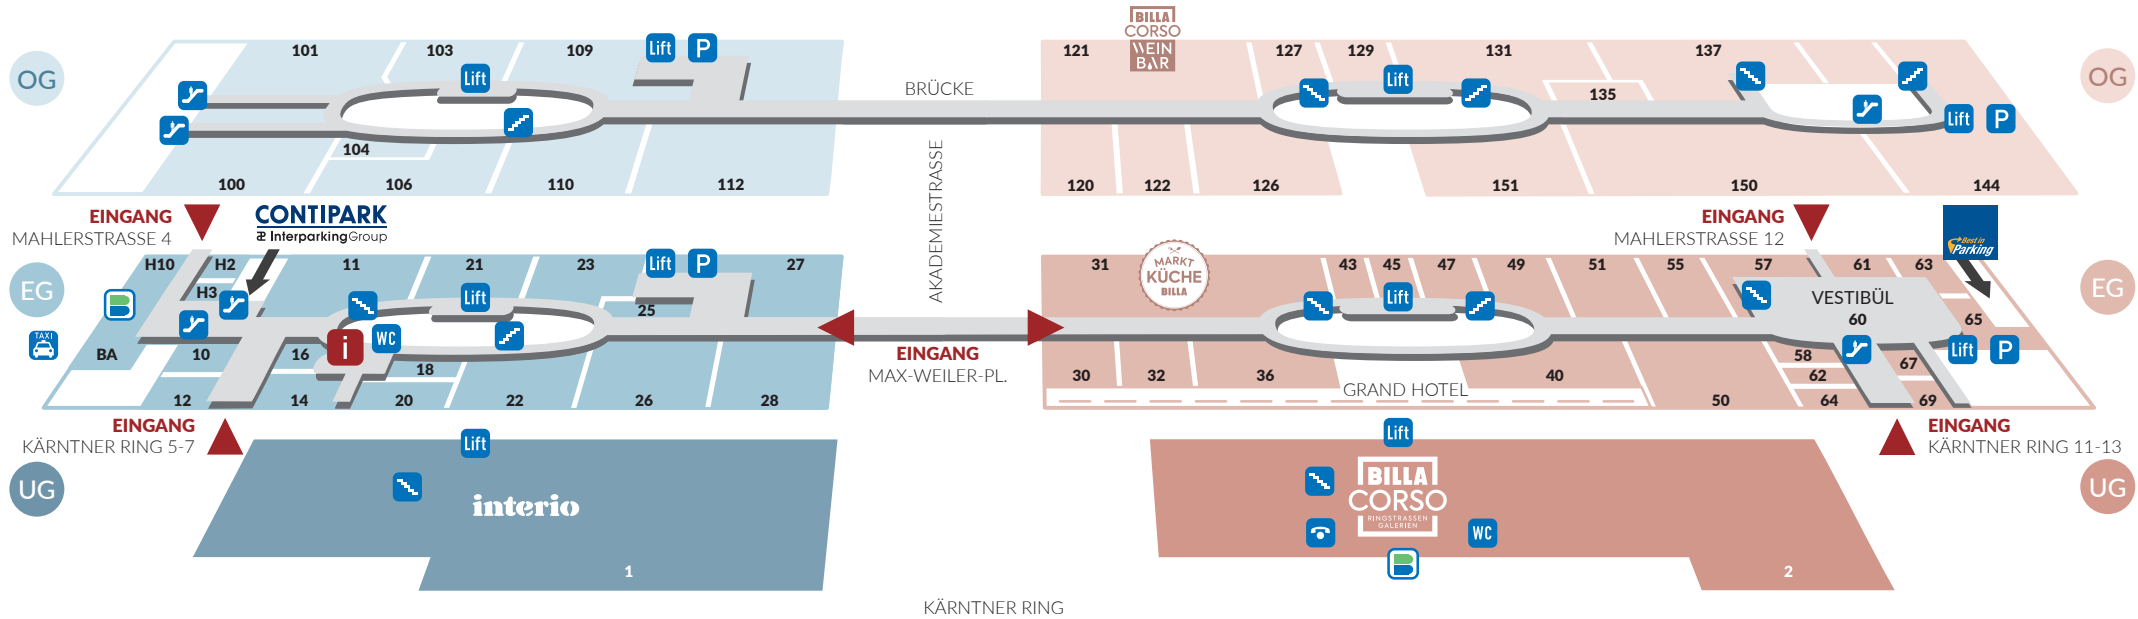 BILLA
CORSO
WEIN
BAR
101
103
109
Lift
P
121
127
129
131
137
OG
Lift
Lift
OG
BRÜCKE
135
Lift
P
104
100
106
110
112
AKADEMIESTRASSE
120
122
126
151
150
144
EINGANG
MAHLERSTRASSE 4
CONTIPARK
Interparking Group
EINGANG
MAHLERSTRASSE 12
Best in
Parking
H10
H2
11
21
23
Lift
P
27
31
MARKT
KÜCHE
BILLA
43
45
47
49
51
55
57
61
63
EG
H3
Lift
25
Lift
VESTIBÜL
60
65
EG
TAXI
BA
10
16
i
WC
18
EINGANG
MAX-WEILER-PL.
58
67
Lift
P
30
32
36
GRAND HOTEL
40
62
12
14
20
22
26
28
50
64
69
EINGANG
KÄRNTNER RING 5-7
EINGANG
KÄRNTNER RING 11-13
UG
Lift
interio
1
Lift
BILLA
CORSO
RINGSTRASSEN
GALERIEN
WC
2
UG
KÄRNTNER RING